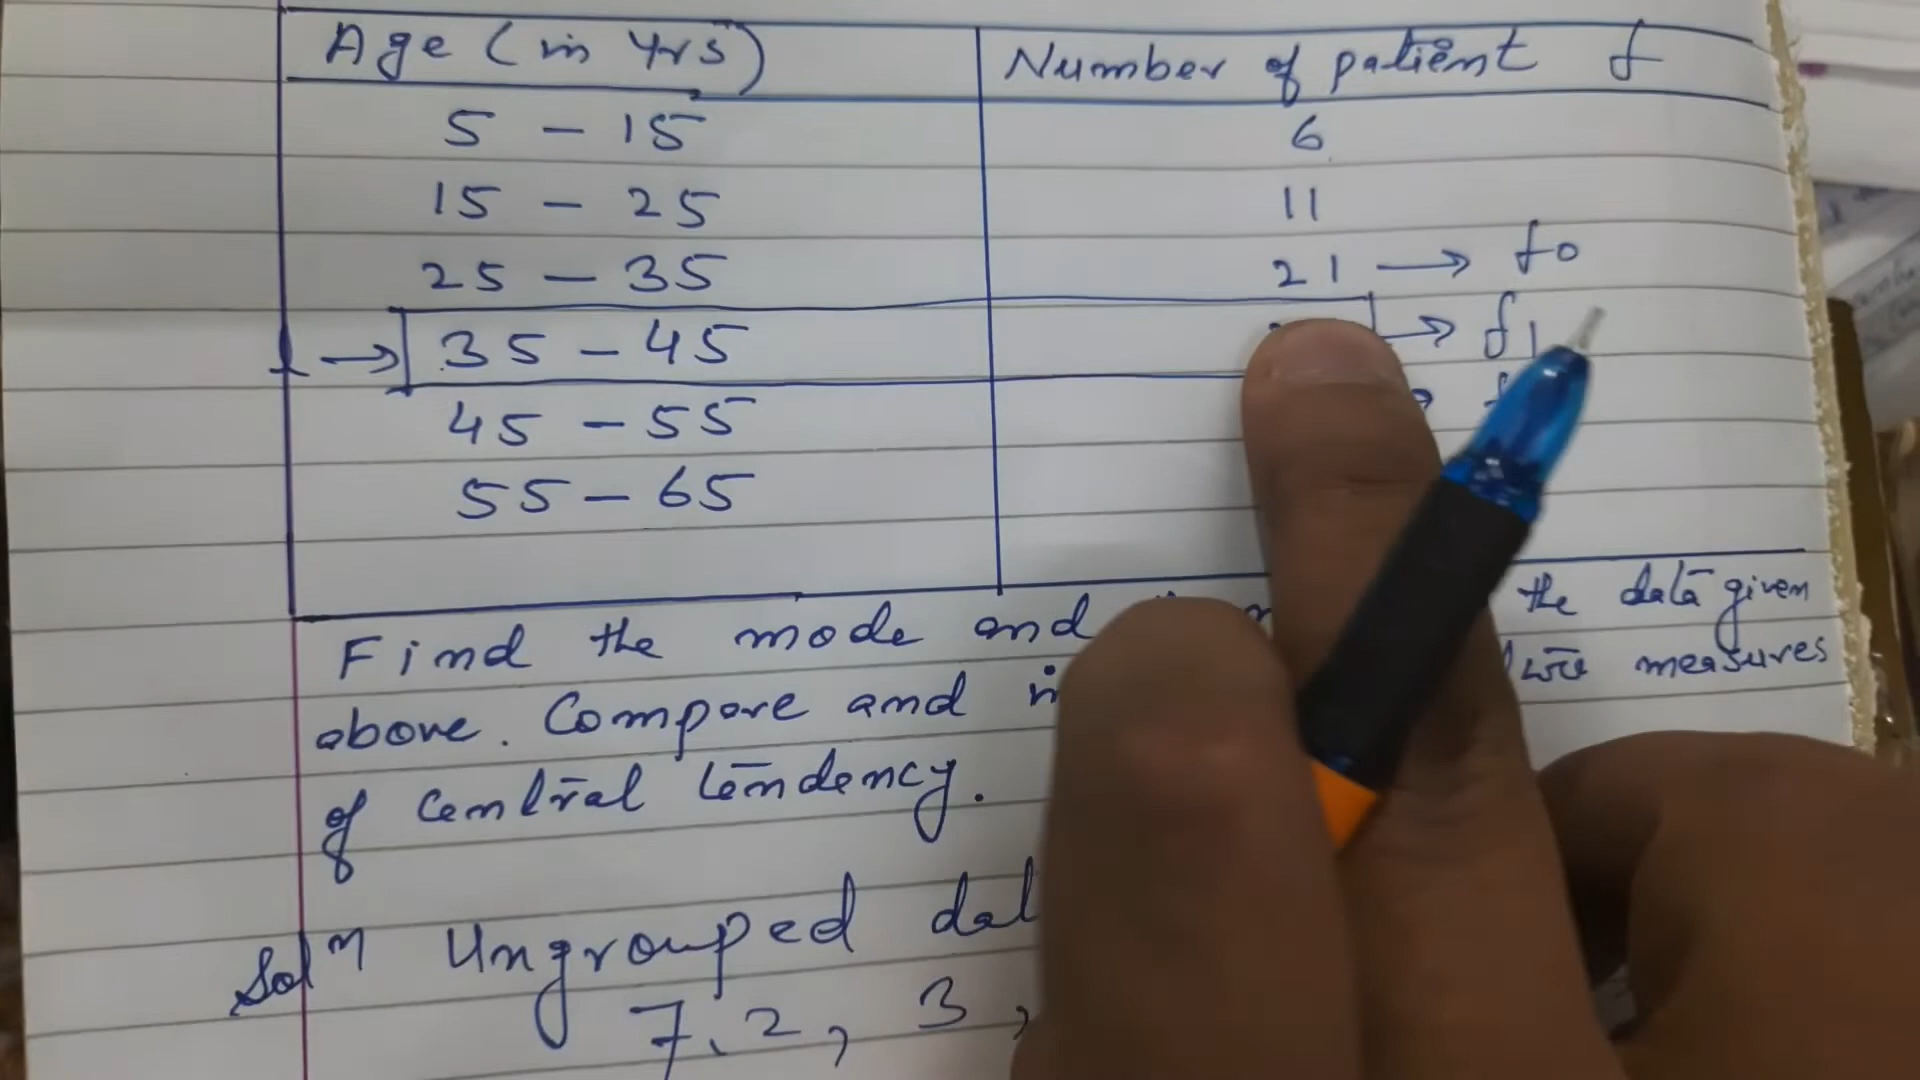 Age (in Yrs) Number of patient f
5 - 15 6
15 - 25 11
25 - 35 21 → f0
l → 35 - 45 → f1
45 - 55
55 - 65
Find the mode and the data given
above. Compare and measures
of central tendency.
Solⁿ Ungrouped
7, 2, 3,